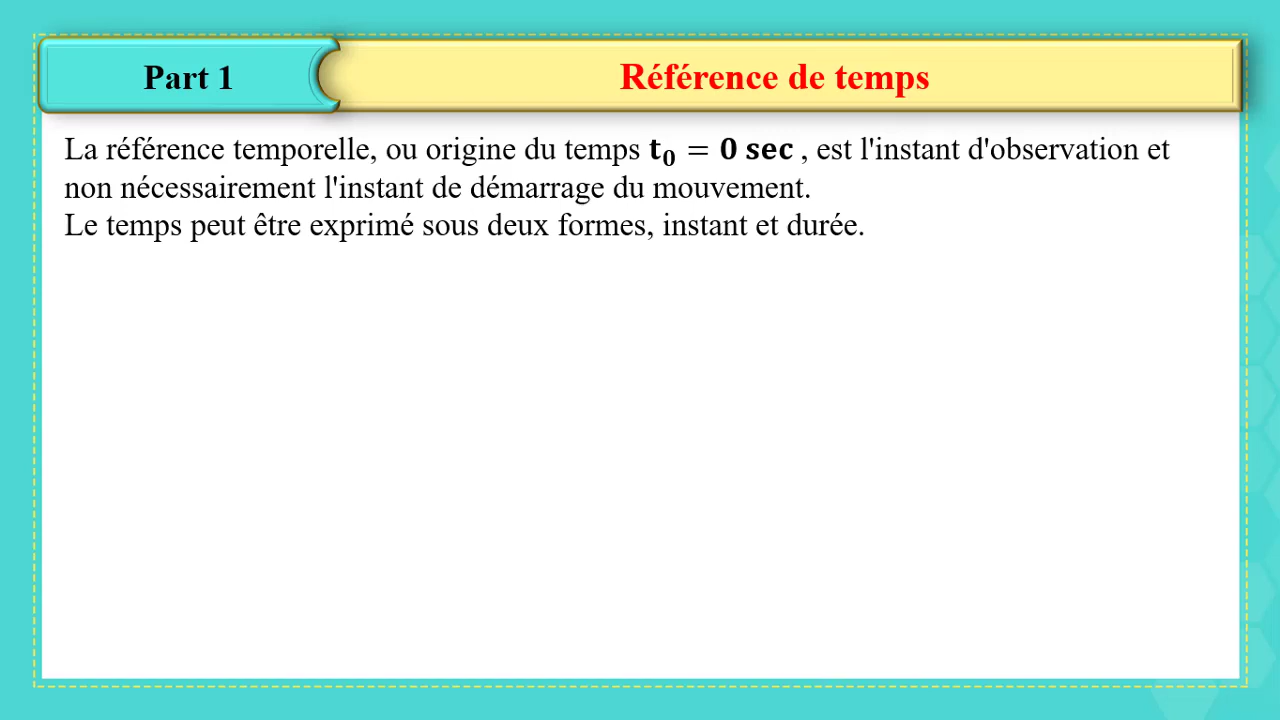 Part 1
Référence de temps
La référence temporelle, ou origine du temps t₀ = 0 sec , est l'instant d'observation et
non nécessairement l'instant de démarrage du mouvement.
Le temps peut être exprimé sous deux formes, instant et durée.